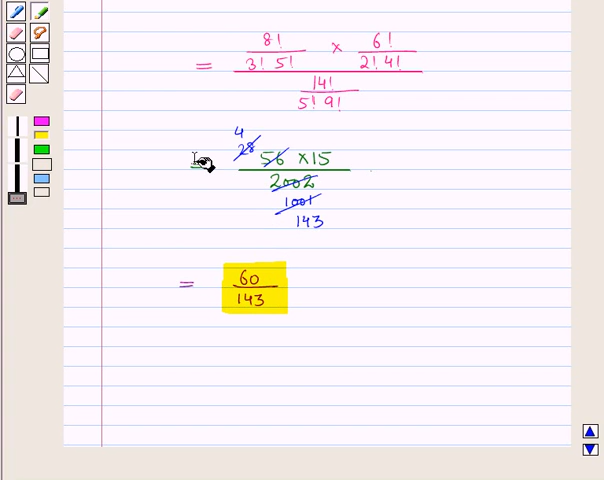 = (8! / 3! 5! × 6! / 2! 4!) / (14! / 5! 9!)
4
28
= 56 × 15 / 2002
1001
143
= 60 / 143